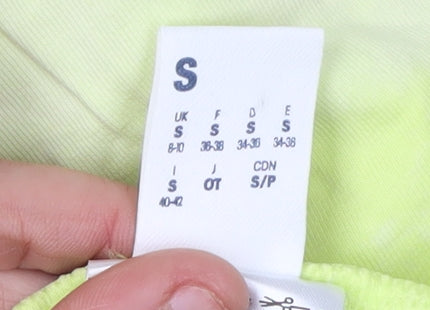 S
UK F D E
S S S S
8-10 36-38 34-36 34-36
I J CDN
S OT S/P
40-42